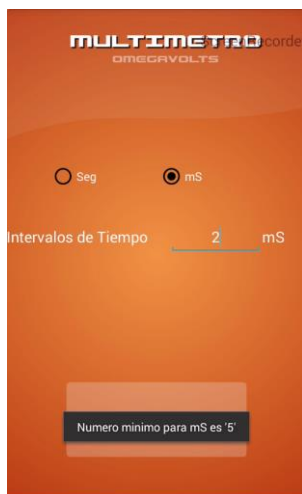 MULTIMETRO
OMEGAVOLTS
Seg
mS
Intervalos de Tiempo 2 mS
Numero minimo para mS es '5'